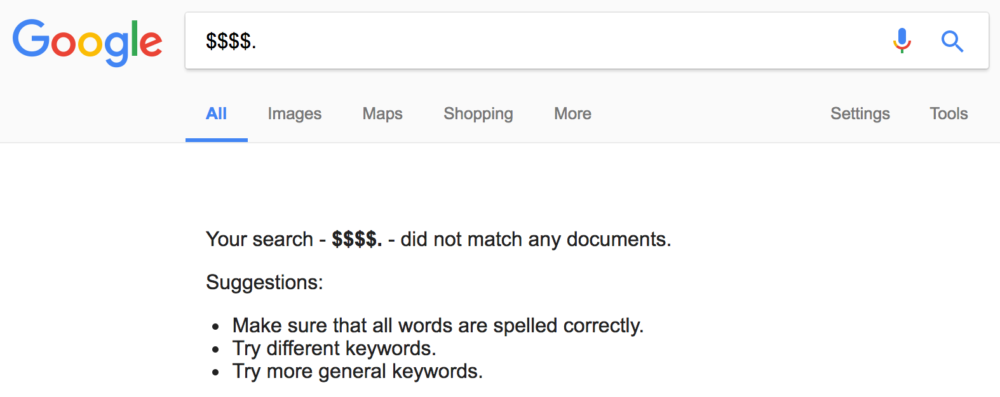 Google
$$$$.
All Images Maps Shopping More Settings Tools
Your search - $$$$. - did not match any documents.
Suggestions:
• Make sure that all words are spelled correctly.
• Try different keywords.
• Try more general keywords.